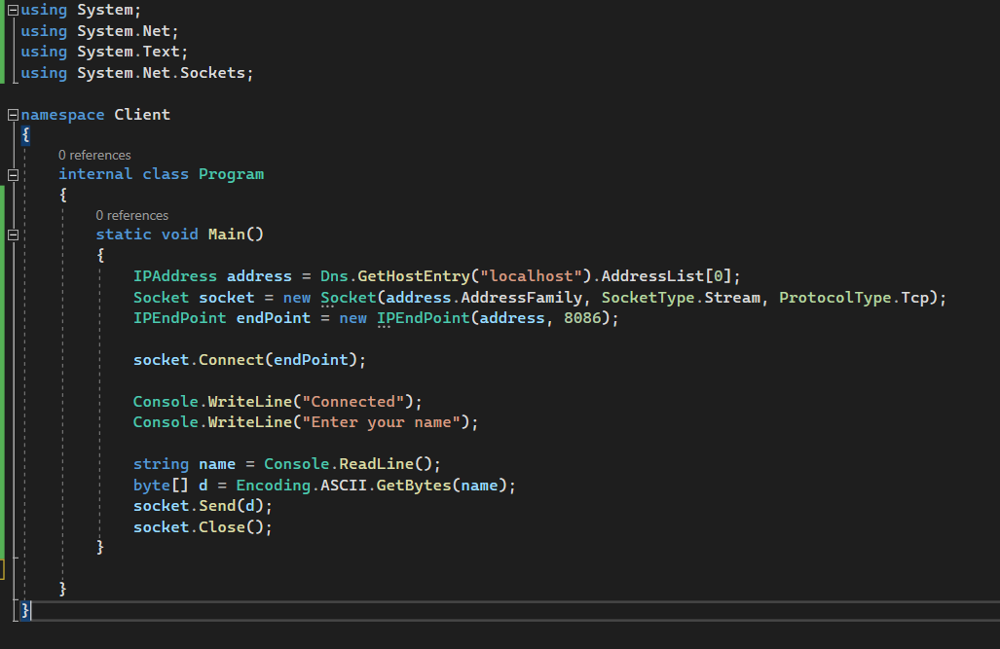 using System;
using System.Net;
using System.Text;
using System.Net.Sockets;
namespace Client
{
0 references
internal class Program
{
0 references
static void Main()
{
IPAddress address = Dns.GetHostEntry("localhost").AddressList[0];
Socket socket = new Socket(address.AddressFamily, SocketType.Stream, ProtocolType.Tcp);
IPEndPoint endPoint = new IPEndPoint(address, 8086);
socket.Connect(endPoint);
Console.WriteLine("Connected");
Console.WriteLine("Enter your name");
string name = Console.ReadLine();
byte[] d = Encoding.ASCII.GetBytes(name);
socket.Send(d);
socket.Close();
}
}
}